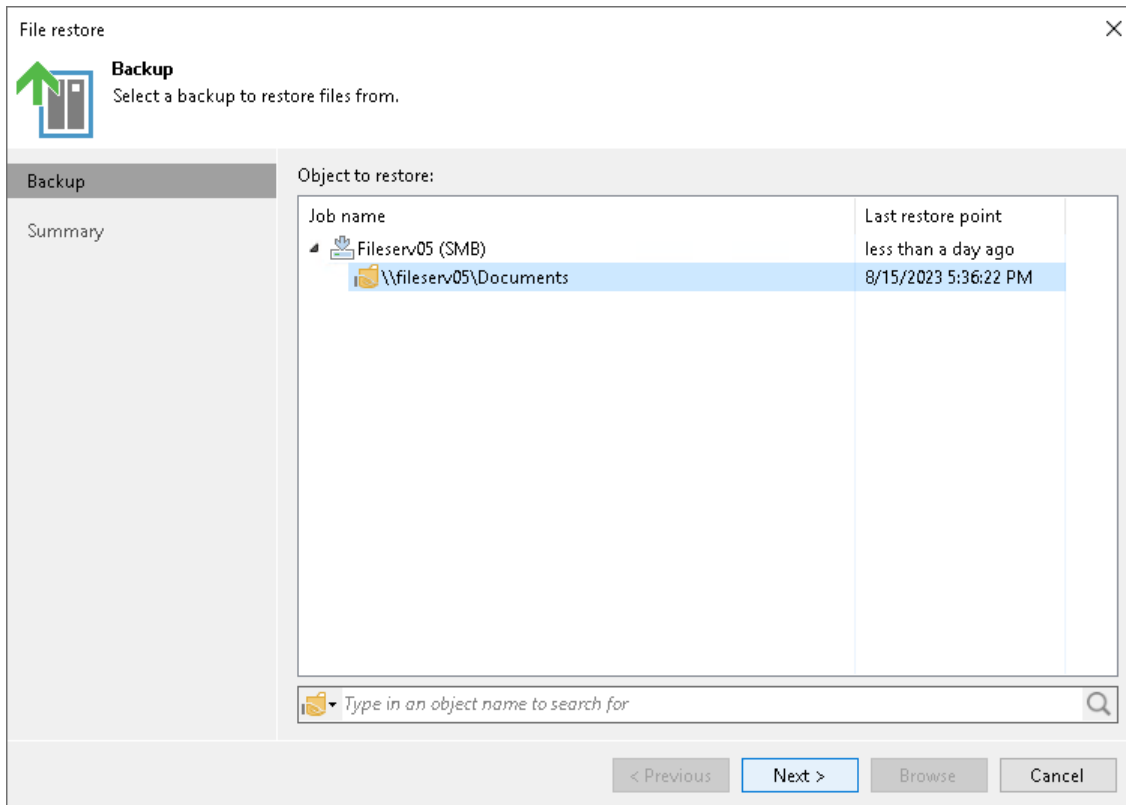 File restore
Backup
Select a backup to restore files from.
Backup
Summary
Object to restore:
Job name Last restore point
Fileserv05 (SMB) less than a day ago
\\fileserv05\Documents 8/15/2023 5:36:22 PM
Type in an object name to search for
< Previous Next > Browse Cancel